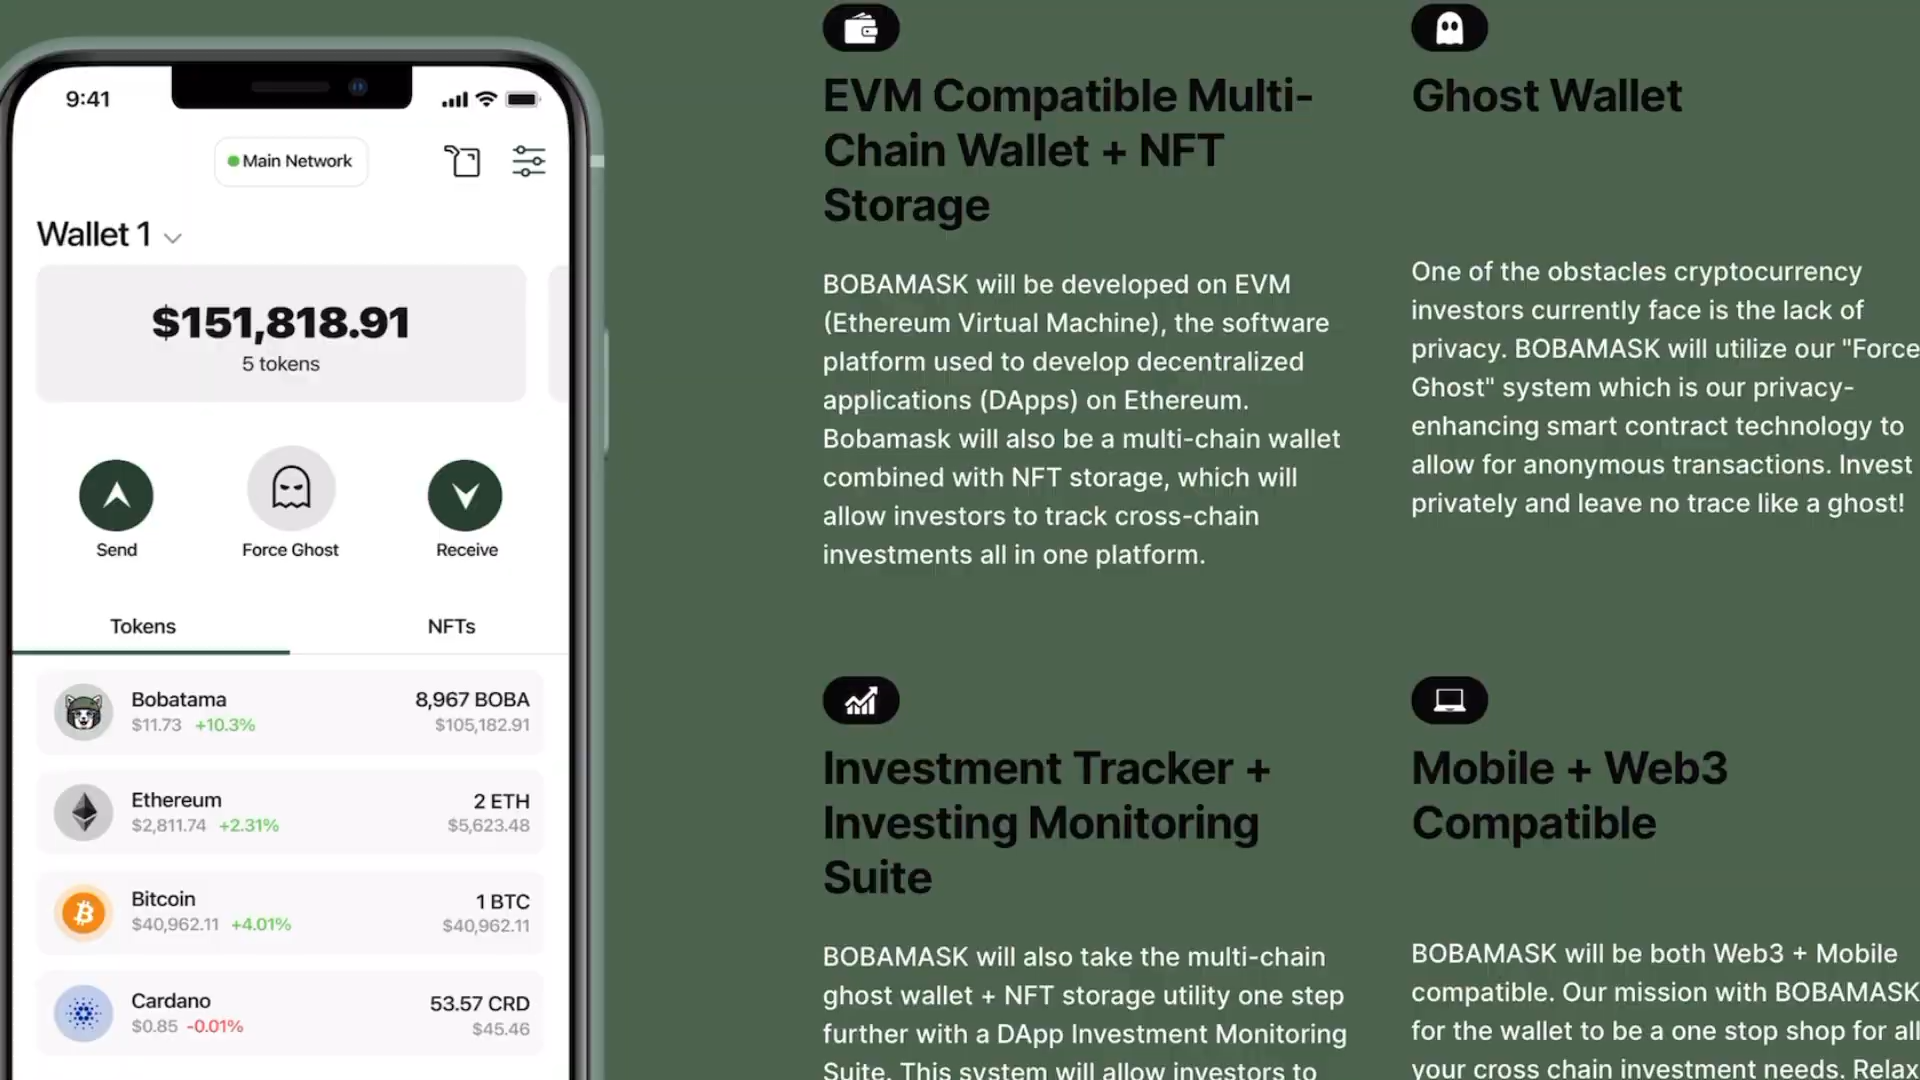 9:41
Main Network
Wallet 1
$151,818.91
5 tokens
Send
Force Ghost
Receive
Tokens
NFTs
Bobatama
8,967 BOBA
$11.73 +10.3%
$105,182.91
Ethereum
2 ETH
$2,811.74 +2.31%
$5,623.48
Bitcoin
1 BTC
$40,962.11 +4.01%
$40,962.11
Cardano
53.57 CRD
$0.85 -0.01%
$45.46
EVM Compatible Multi-
Chain Wallet + NFT
Storage
BOBAMASK will be developed on EVM
(Ethereum Virtual Machine), the software
platform used to develop decentralized
applications (DApps) on Ethereum.
Bobamask will also be a multi-chain wallet
combined with NFT storage, which will
allow investors to track cross-chain
investments all in one platform.
Ghost Wallet
One of the obstacles cryptocurrency
investors currently face is the lack of
privacy. BOBAMASK will utilize our "Force
Ghost" system which is our privacy-
enhancing smart contract technology to
allow for anonymous transactions. Invest
privately and leave no trace like a ghost!
Investment Tracker +
Investing Monitoring
Suite
BOBAMASK will also take the multi-chain
ghost wallet + NFT storage utility one step
further with a DApp Investment Monitoring
Suite. This system will allow investors to
Mobile + Web3
Compatible
BOBAMASK will be both Web3 + Mobile
compatible. Our mission with BOBAMASK
for the wallet to be a one stop shop for all
your cross chain investment needs. Relax